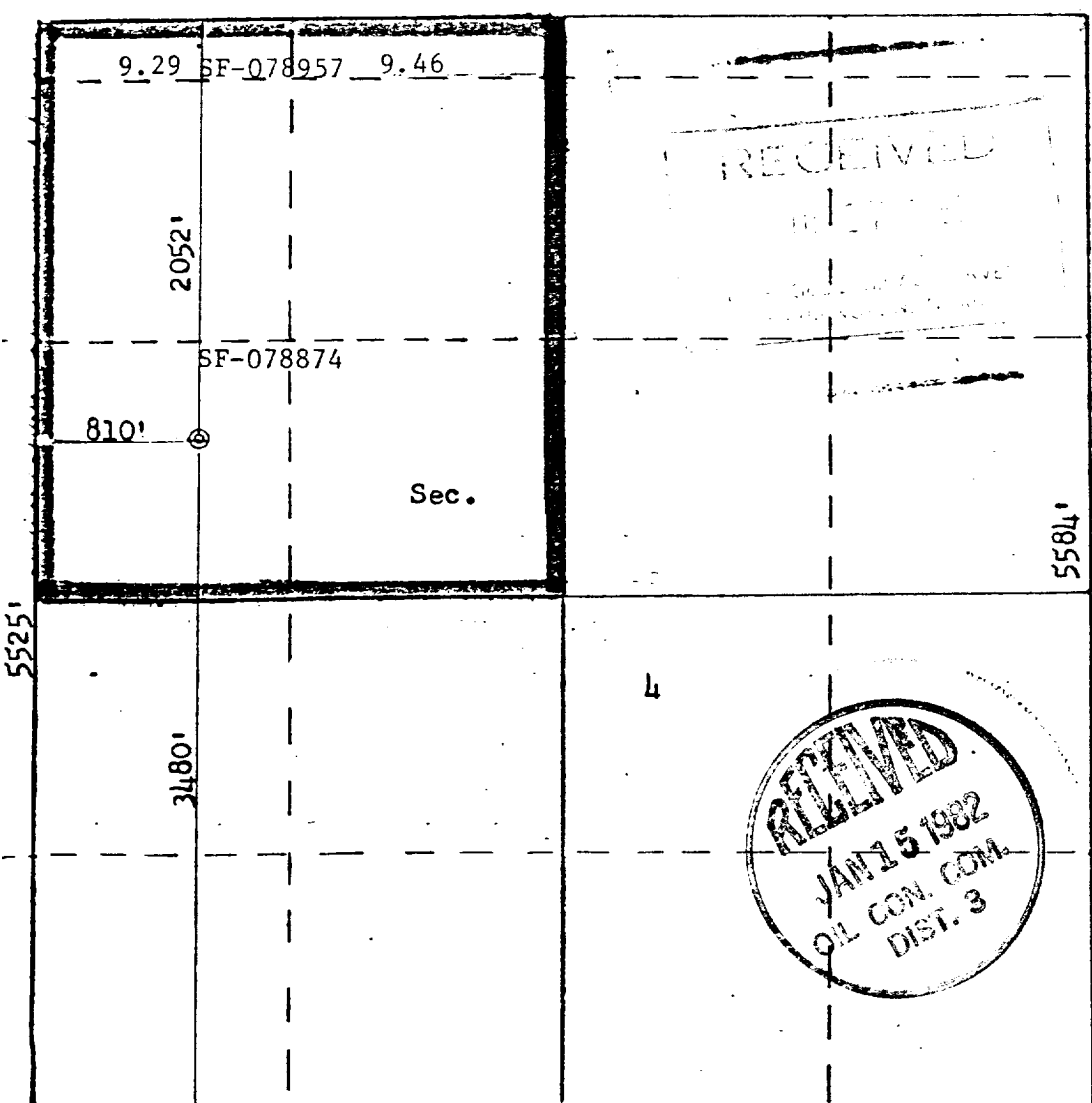 9.29 SF-078957 9.46
RECEIVED
2052'
SF-078874
810'
Sec.
5584'
5525'
4
3480'
RECEIVED
JAN 15 1982
OIL CON. COM.
DIST. 3